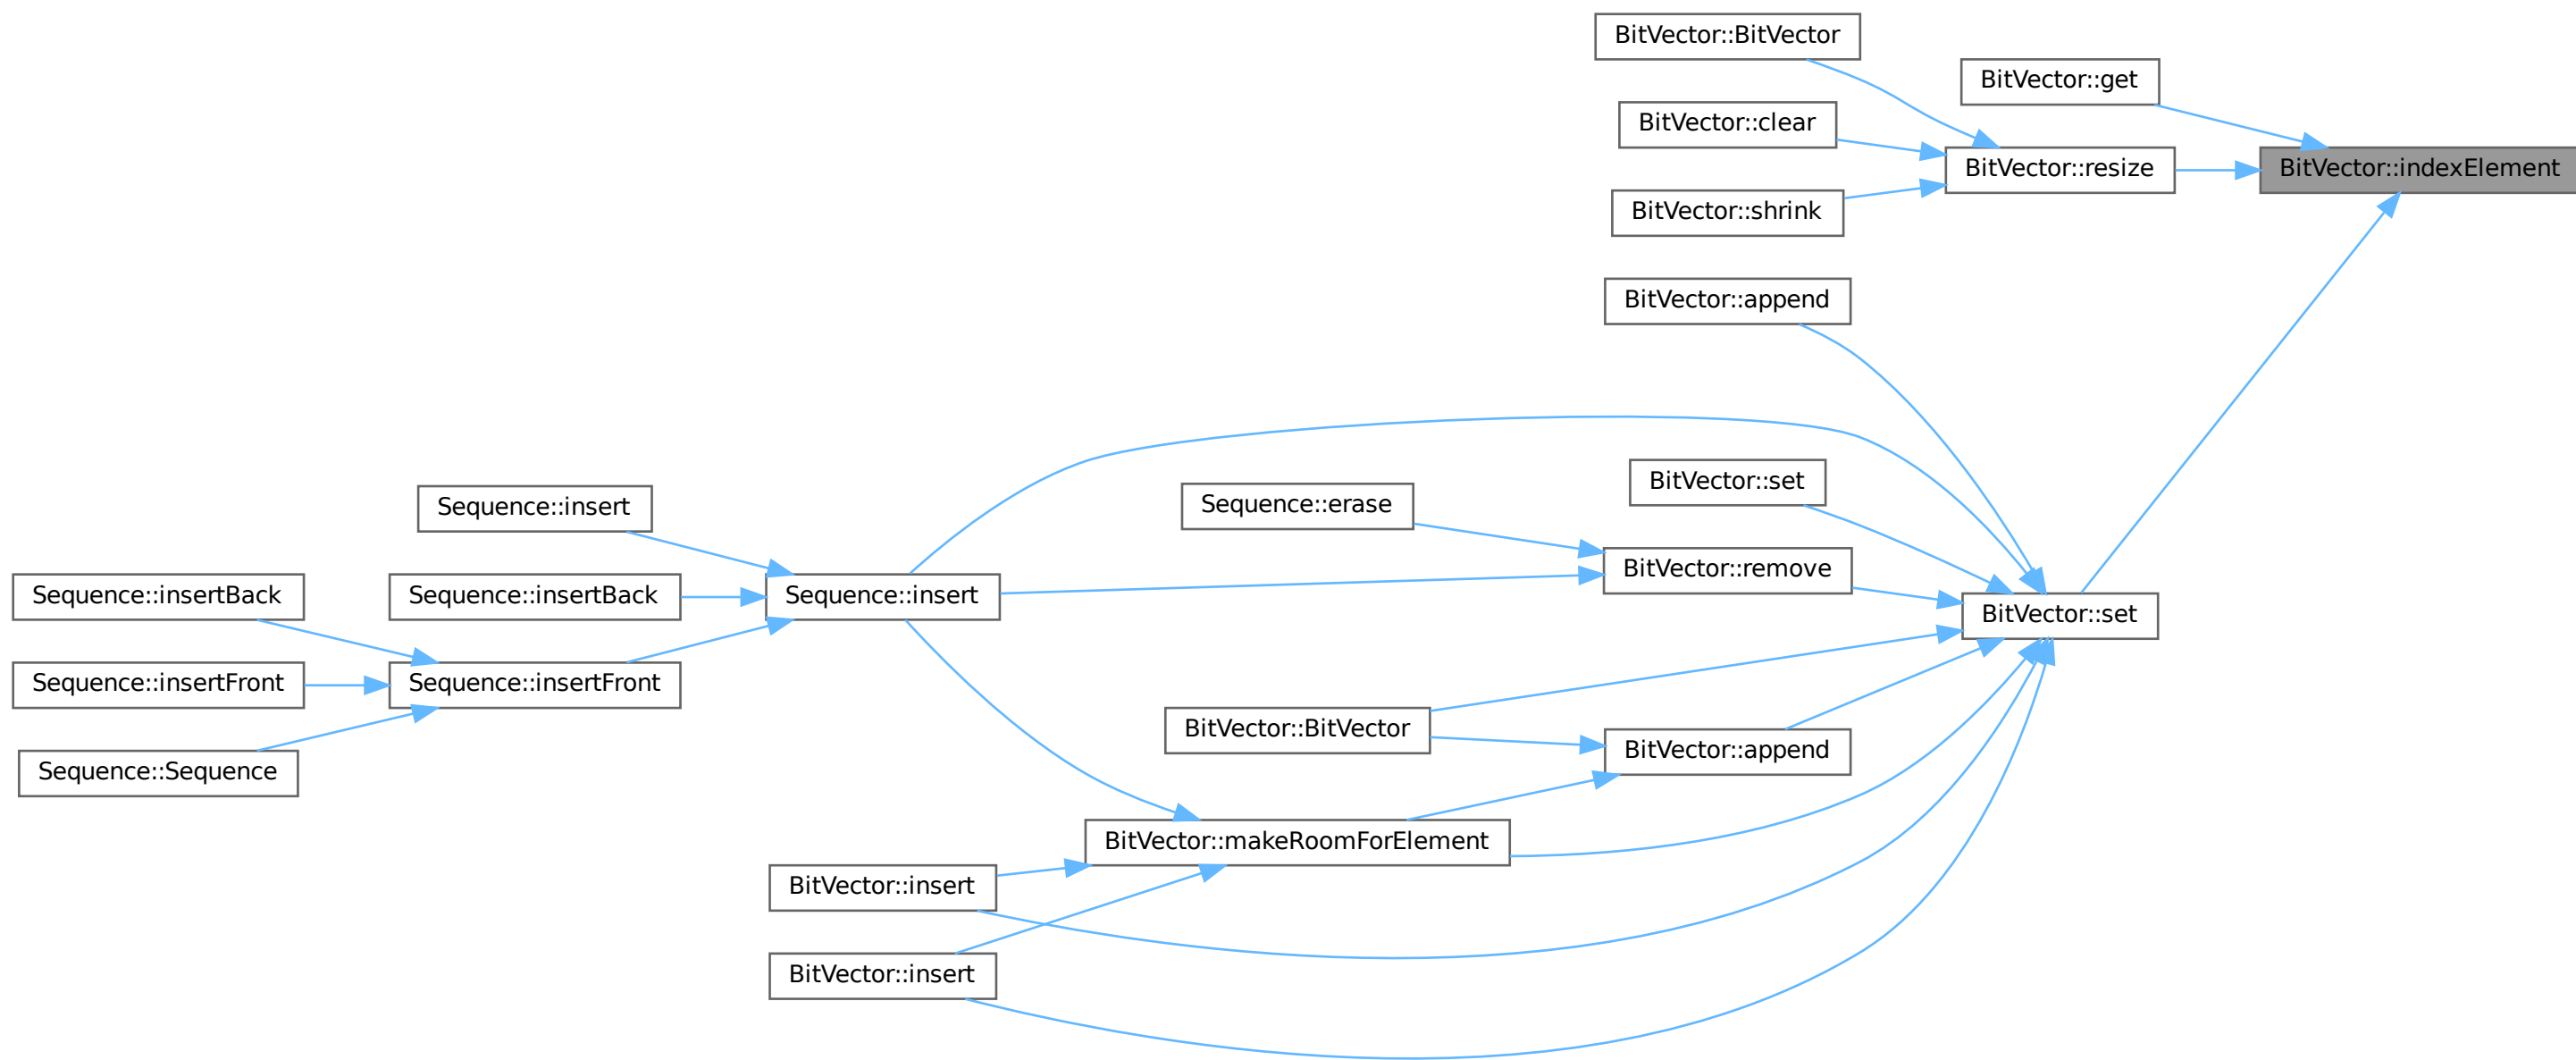 BitVector::BitVector
BitVector::get
BitVector::clear
BitVector::resize
BitVector::indexElement
BitVector::shrink
BitVector::append
BitVector::set
Sequence::insert
Sequence::erase
BitVector::remove
Sequence::insertBack
Sequence::insertBack
Sequence::insert
BitVector::set
Sequence::insertFront
Sequence::insertFront
BitVector::BitVector
BitVector::append
Sequence::Sequence
BitVector::makeRoomForElement
BitVector::insert
BitVector::insert